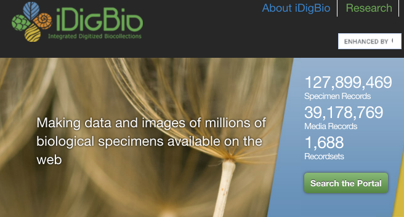 About iDigBio
Research
iDigBio
Integrated Digitized Biocollections
ENHANCED BY
127,899,469
Specimen Records
39,178,769
Media Records
1,688
Recordsets
Making data and images of millions of
biological specimens available on the
web
Search the Portal